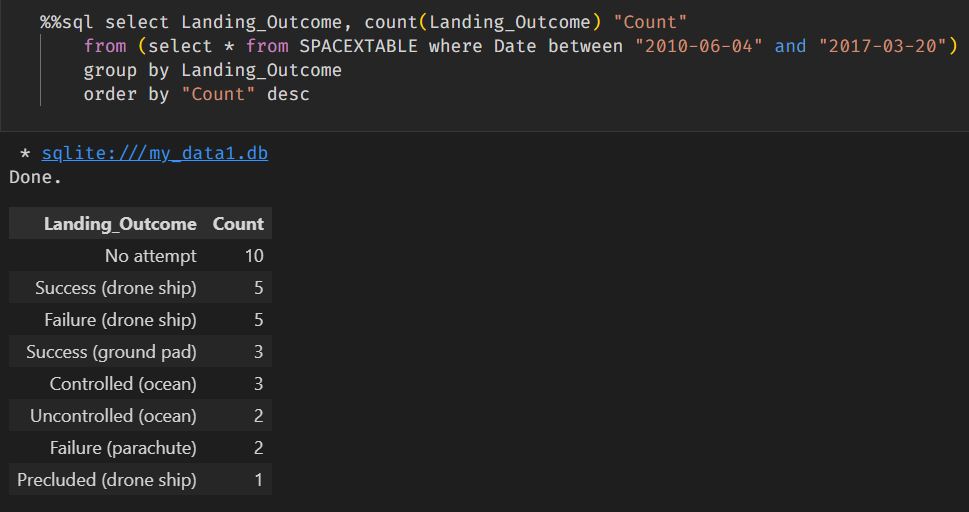 %%sql select Landing_Outcome, count(Landing_Outcome) "Count"
from (select * from SPACEXTABLE where Date between "2010-06-04" and "2017-03-20")
group by Landing_Outcome
order by "Count" desc
* sqlite:///my_data1.db
Done.
Landing_Outcome Count
No attempt 10
Success (drone ship) 5
Failure (drone ship) 5
Success (ground pad) 3
Controlled (ocean) 3
Uncontrolled (ocean) 2
Failure (parachute) 2
Precluded (drone ship) 1